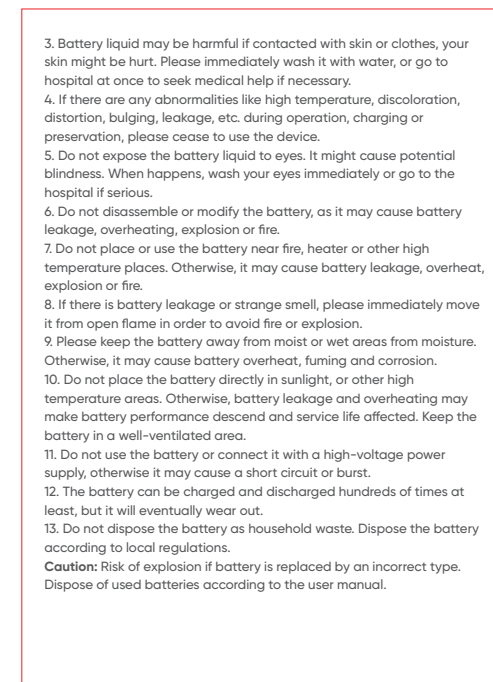 3. Battery liquid may be harmful if contacted with skin or clothes, your
skin might be hurt. Please immediately wash it with water, or go to
hospital at once to seek medical help if necessary.
4. If there are any abnormalities like high temperature, discoloration,
distortion, bulging, leakage, etc. during operation, charging or
preservation, please cease to use the device.
5. Do not expose the battery liquid to eyes. It might cause potential
blindness. When happens, wash your eyes immediately or go to the
hospital if serious.
6. Do not disassemble or modify the battery, as it may cause battery
leakage, overheating, explosion or fire.
7. Do not place or use the battery near fire, heater or other high
temperature places. Otherwise, it may cause battery leakage, overheat,
explosion or fire.
8. If there is battery leakage or strange smell, please immediately move
it from open flame in order to avoid fire or explosion.
9. Please keep the battery away from moist or wet areas from moisture.
Otherwise, it may cause battery overheat, fuming and corrosion.
10. Do not place the battery directly in sunlight, or other high
temperature areas. Otherwise, battery leakage and overheating may
make battery performance descend and service life affected. Keep the
battery in a well-ventilated area.
11. Do not use the battery or connect it with a high-voltage power
supply, otherwise it may cause a short circuit or burst.
12. The battery can be charged and discharged hundreds of times at
least, but it will eventually wear out.
13. Do not dispose the battery as household waste. Dispose the battery
according to local regulations.
Caution: Risk of explosion if battery is replaced by an incorrect type.
Dispose of used batteries according to the user manual.